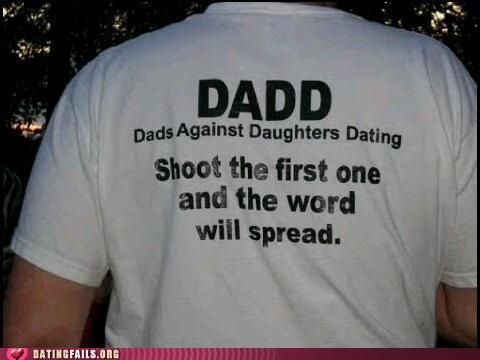 DADD
Dads Against Daughters Dating
Shoot the first one
and the word
will spread.
DATINGFAILS.ORG